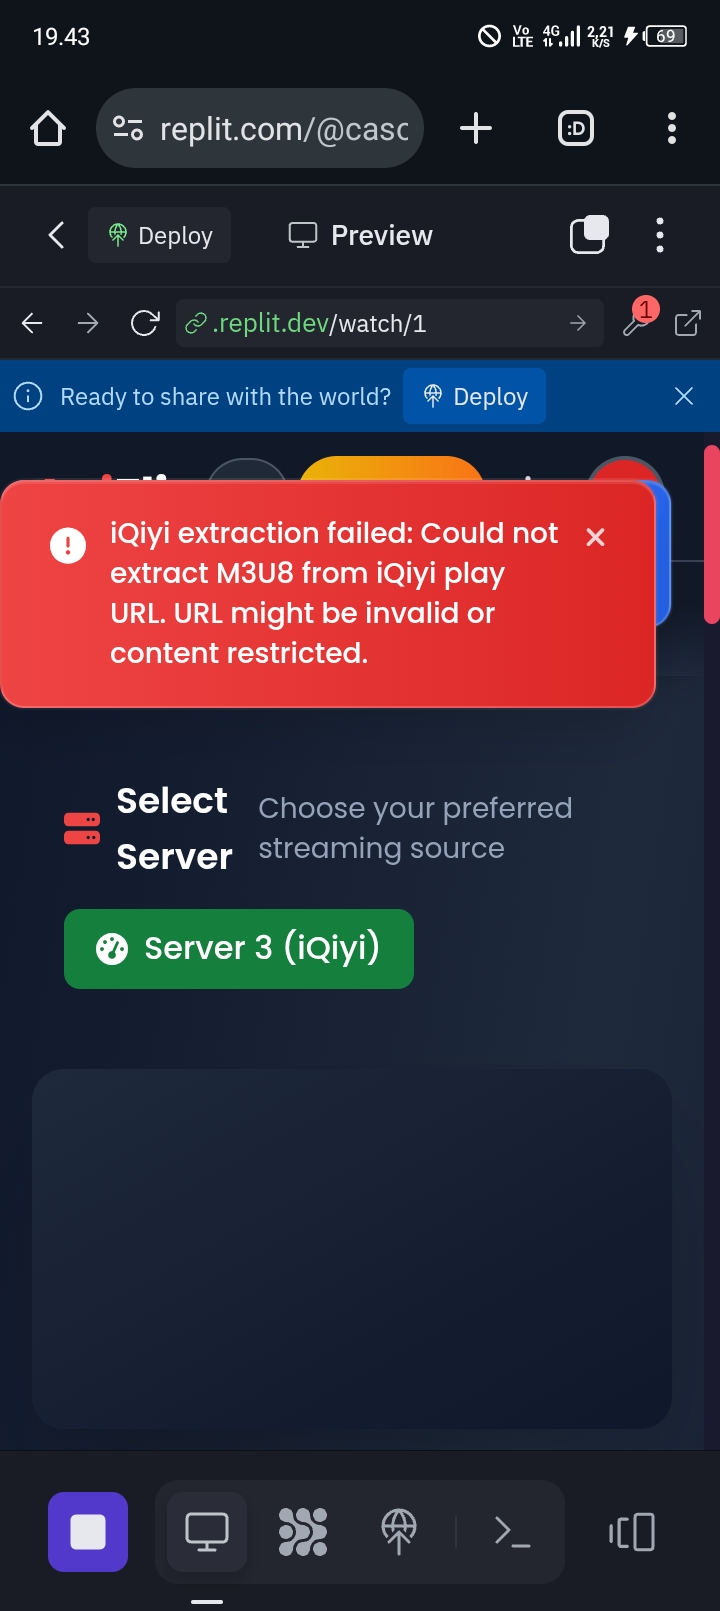 19.43
Vo
LTE
4G
2,21
K/S
69
replit.com/@casc
:D
Deploy
Preview
.replit.dev/watch/1
1
Ready to share with the world?
Deploy
iQiyi extraction failed: Could not
extract M3U8 from iQiyi play
URL. URL might be invalid or
content restricted.
Select
Server
Choose your preferred
streaming source
Server 3 (iQiyi)